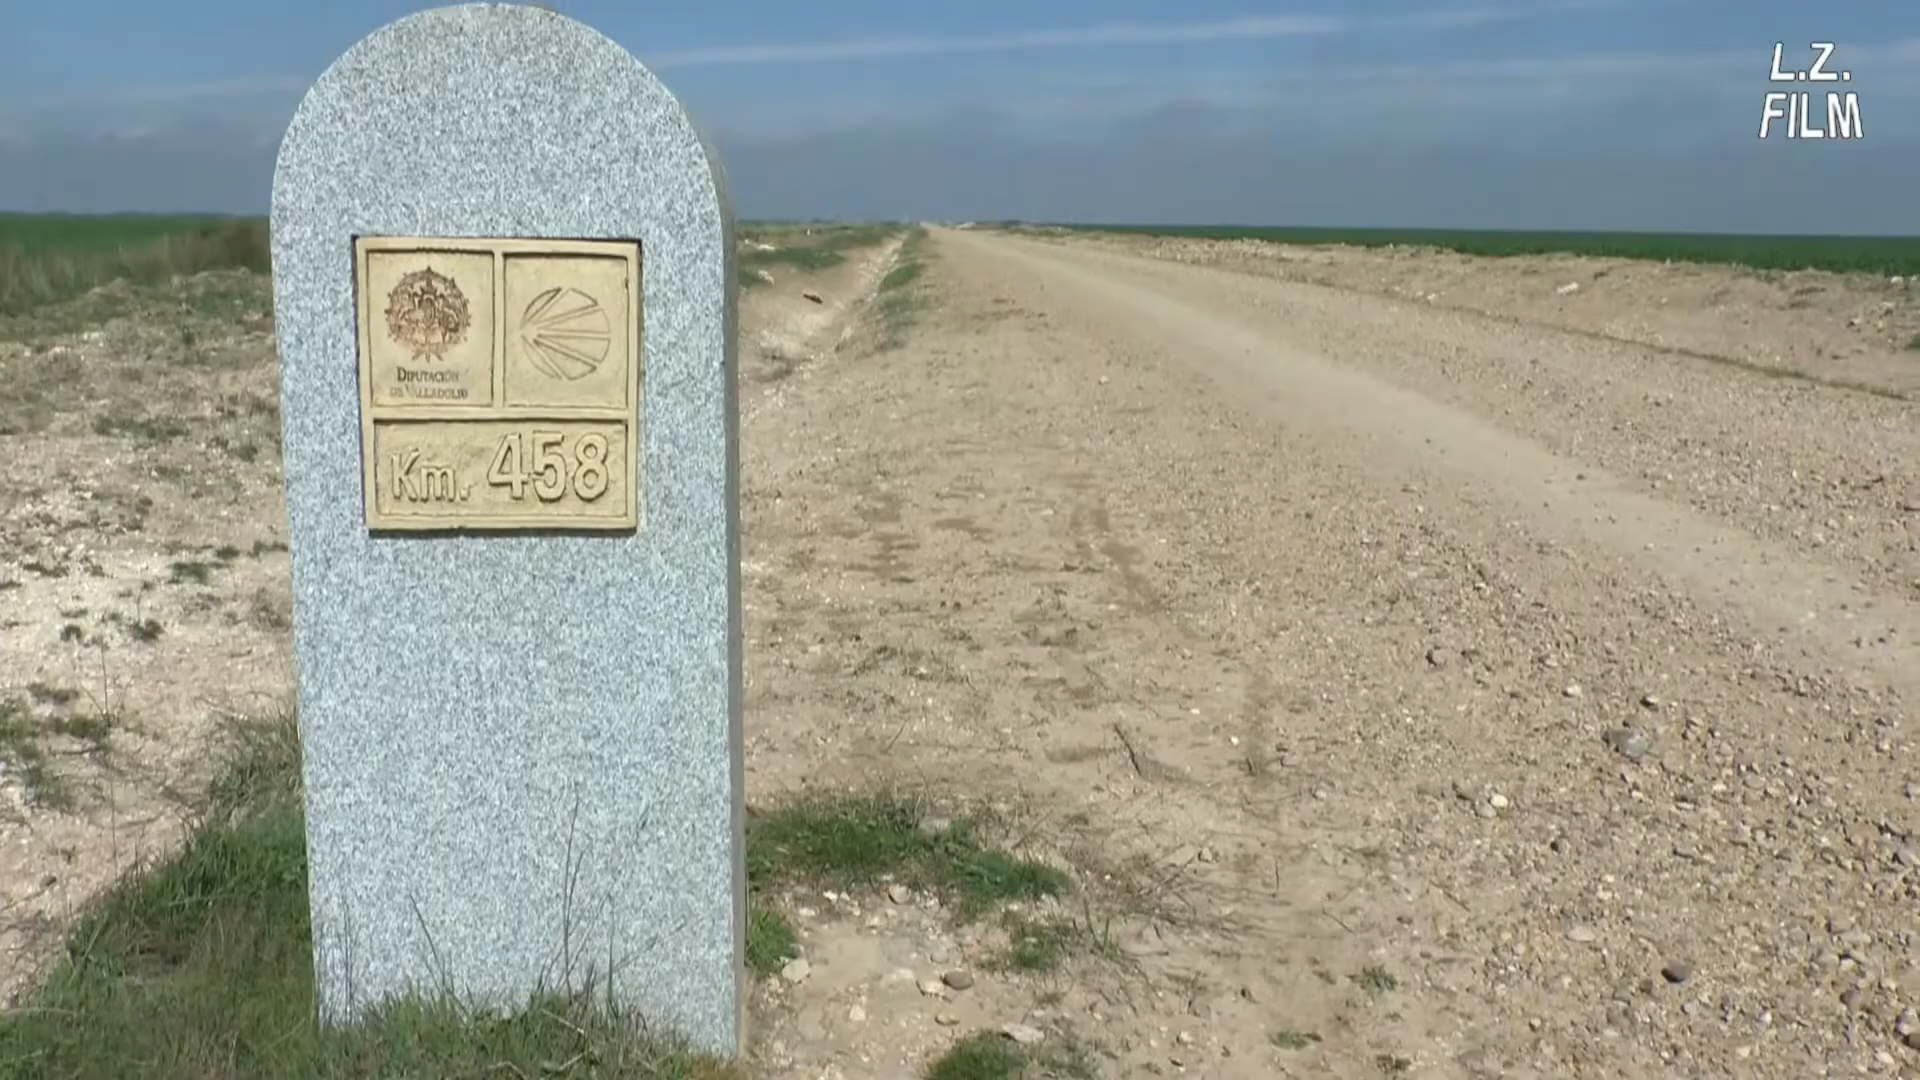 L.Z.
FILM
DIPUTACIÓN
DE VALLADOLID
Km. 458